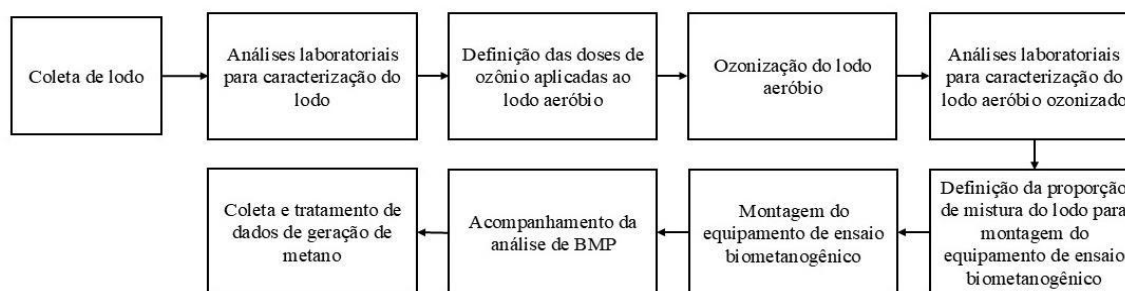 Coleta de lodo
Análises laboratoriais
para caracterização do
lodo
Definição das doses de
ozônio aplicadas ao
lodo aeróbio
Ozonização do lodo
aeróbio
Análises laboratoriais
para caracterização do
lodo aeróbio ozonizado
Definição da proporção
de mistura do lodo para
montagem do
equipamento de ensaio
biometanogênico
Montagem do
equipamento de ensaio
biometanogênico
Acompanhamento da
análise de BMP
Coleta e tratamento de
dados de geração de
metano